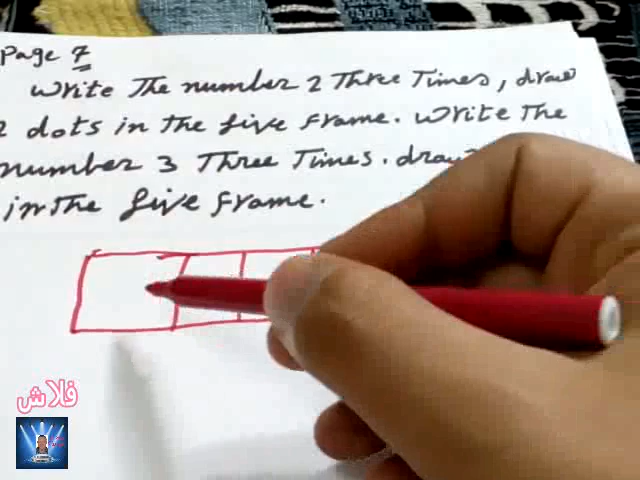 Page 7
Write The number 2 Three Times, draw
2 dots in the five frame. Write the
number 3 Three Times. draw
in the five frame.
فلاش